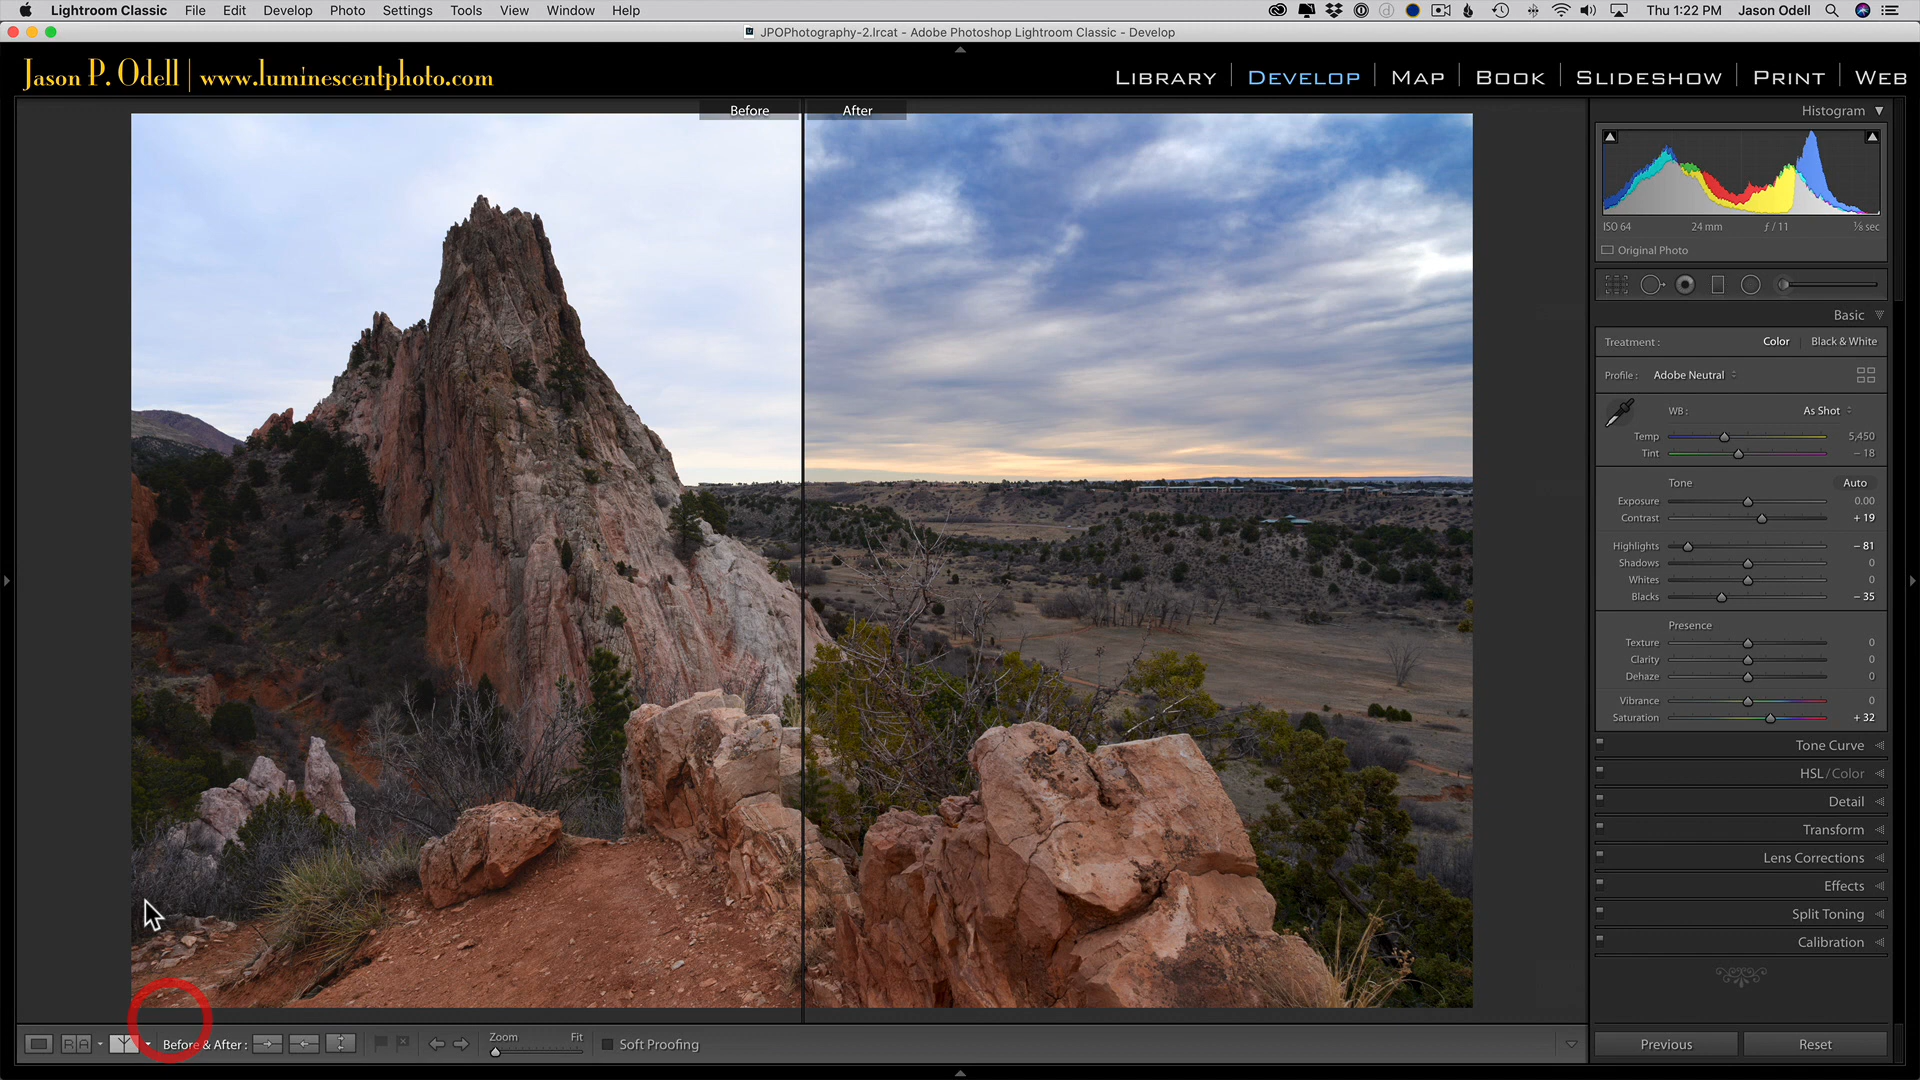 Lightroom Classic File Edit Develop Photo Settings Tools View Window Help
Thu 1:22 PM Jason Odell
JPOPhotography-2.lrcat - Adobe Photoshop Lightroom Classic - Develop
Jason P. Odell | www.luminescentphoto.com
Library | Develop | Map | Book | Slideshow | Print | Web
Before After
Histogram
ISO 64 24 mm ƒ / 11 ⅛ sec
Original Photo
Basic
Treatment : Color Black & White
Profile : Adobe Neutral
WB : As Shot
Temp 5,450
Tint – 18
Tone Auto
Exposure 0.00
Contrast + 19
Highlights – 81
Shadows 0
Whites 0
Blacks – 35
Presence
Texture 0
Clarity 0
Dehaze 0
Vibrance 0
Saturation + 32
Tone Curve
HSL / Color
Detail
Transform
Lens Corrections
Effects
Split Toning
Calibration
R A Y Before & After : Zoom Fit Soft Proofing
Previous Reset